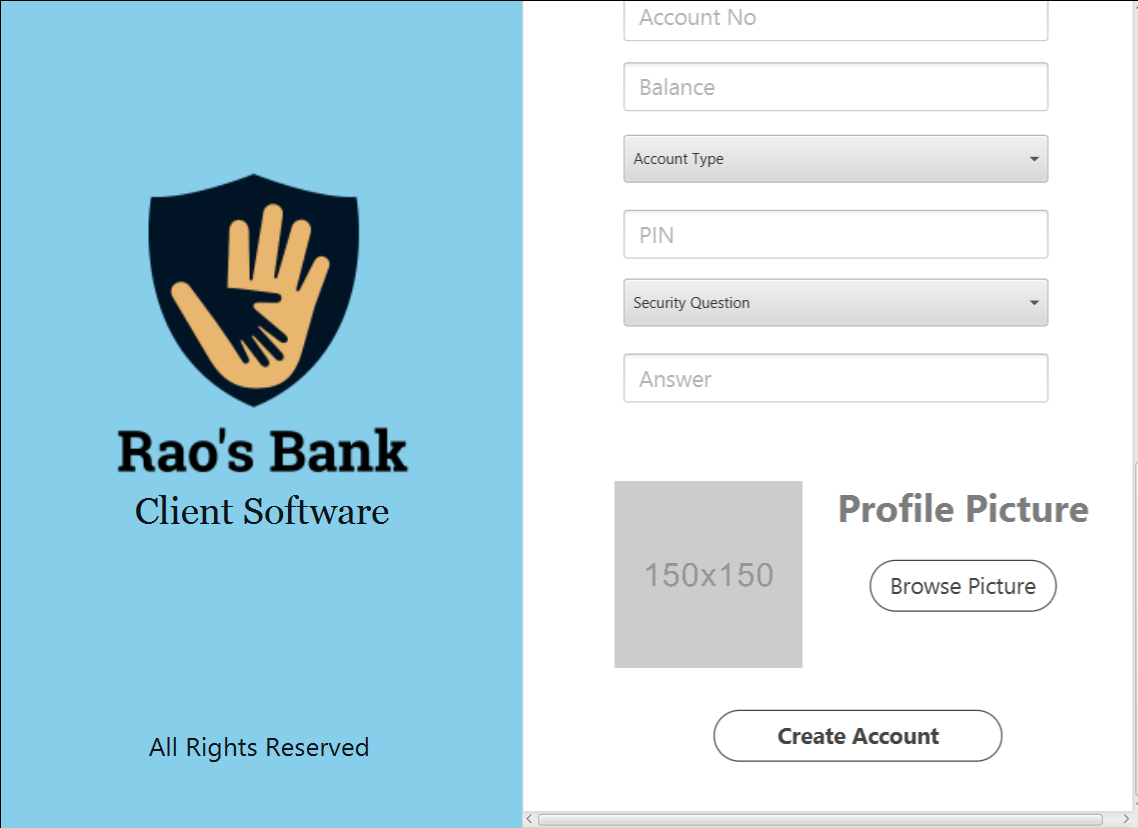 Rao's Bank
Client Software
All Rights Reserved
Account No
Balance
Account Type
PIN
Security Question
Answer
150x150
Profile Picture
Browse Picture
Create Account